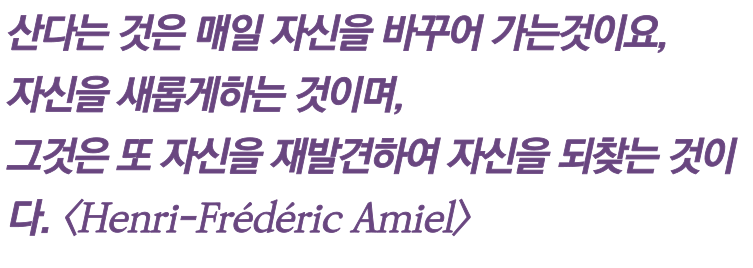 산다는 것은 매일 자신을 바꾸어 가는것이요,
자신을 새롭게하는 것이며,
그것은 또 자신을 재발견하여 자신을 되찾는 것이
다. 〈Henri-Frédéric Amiel〉